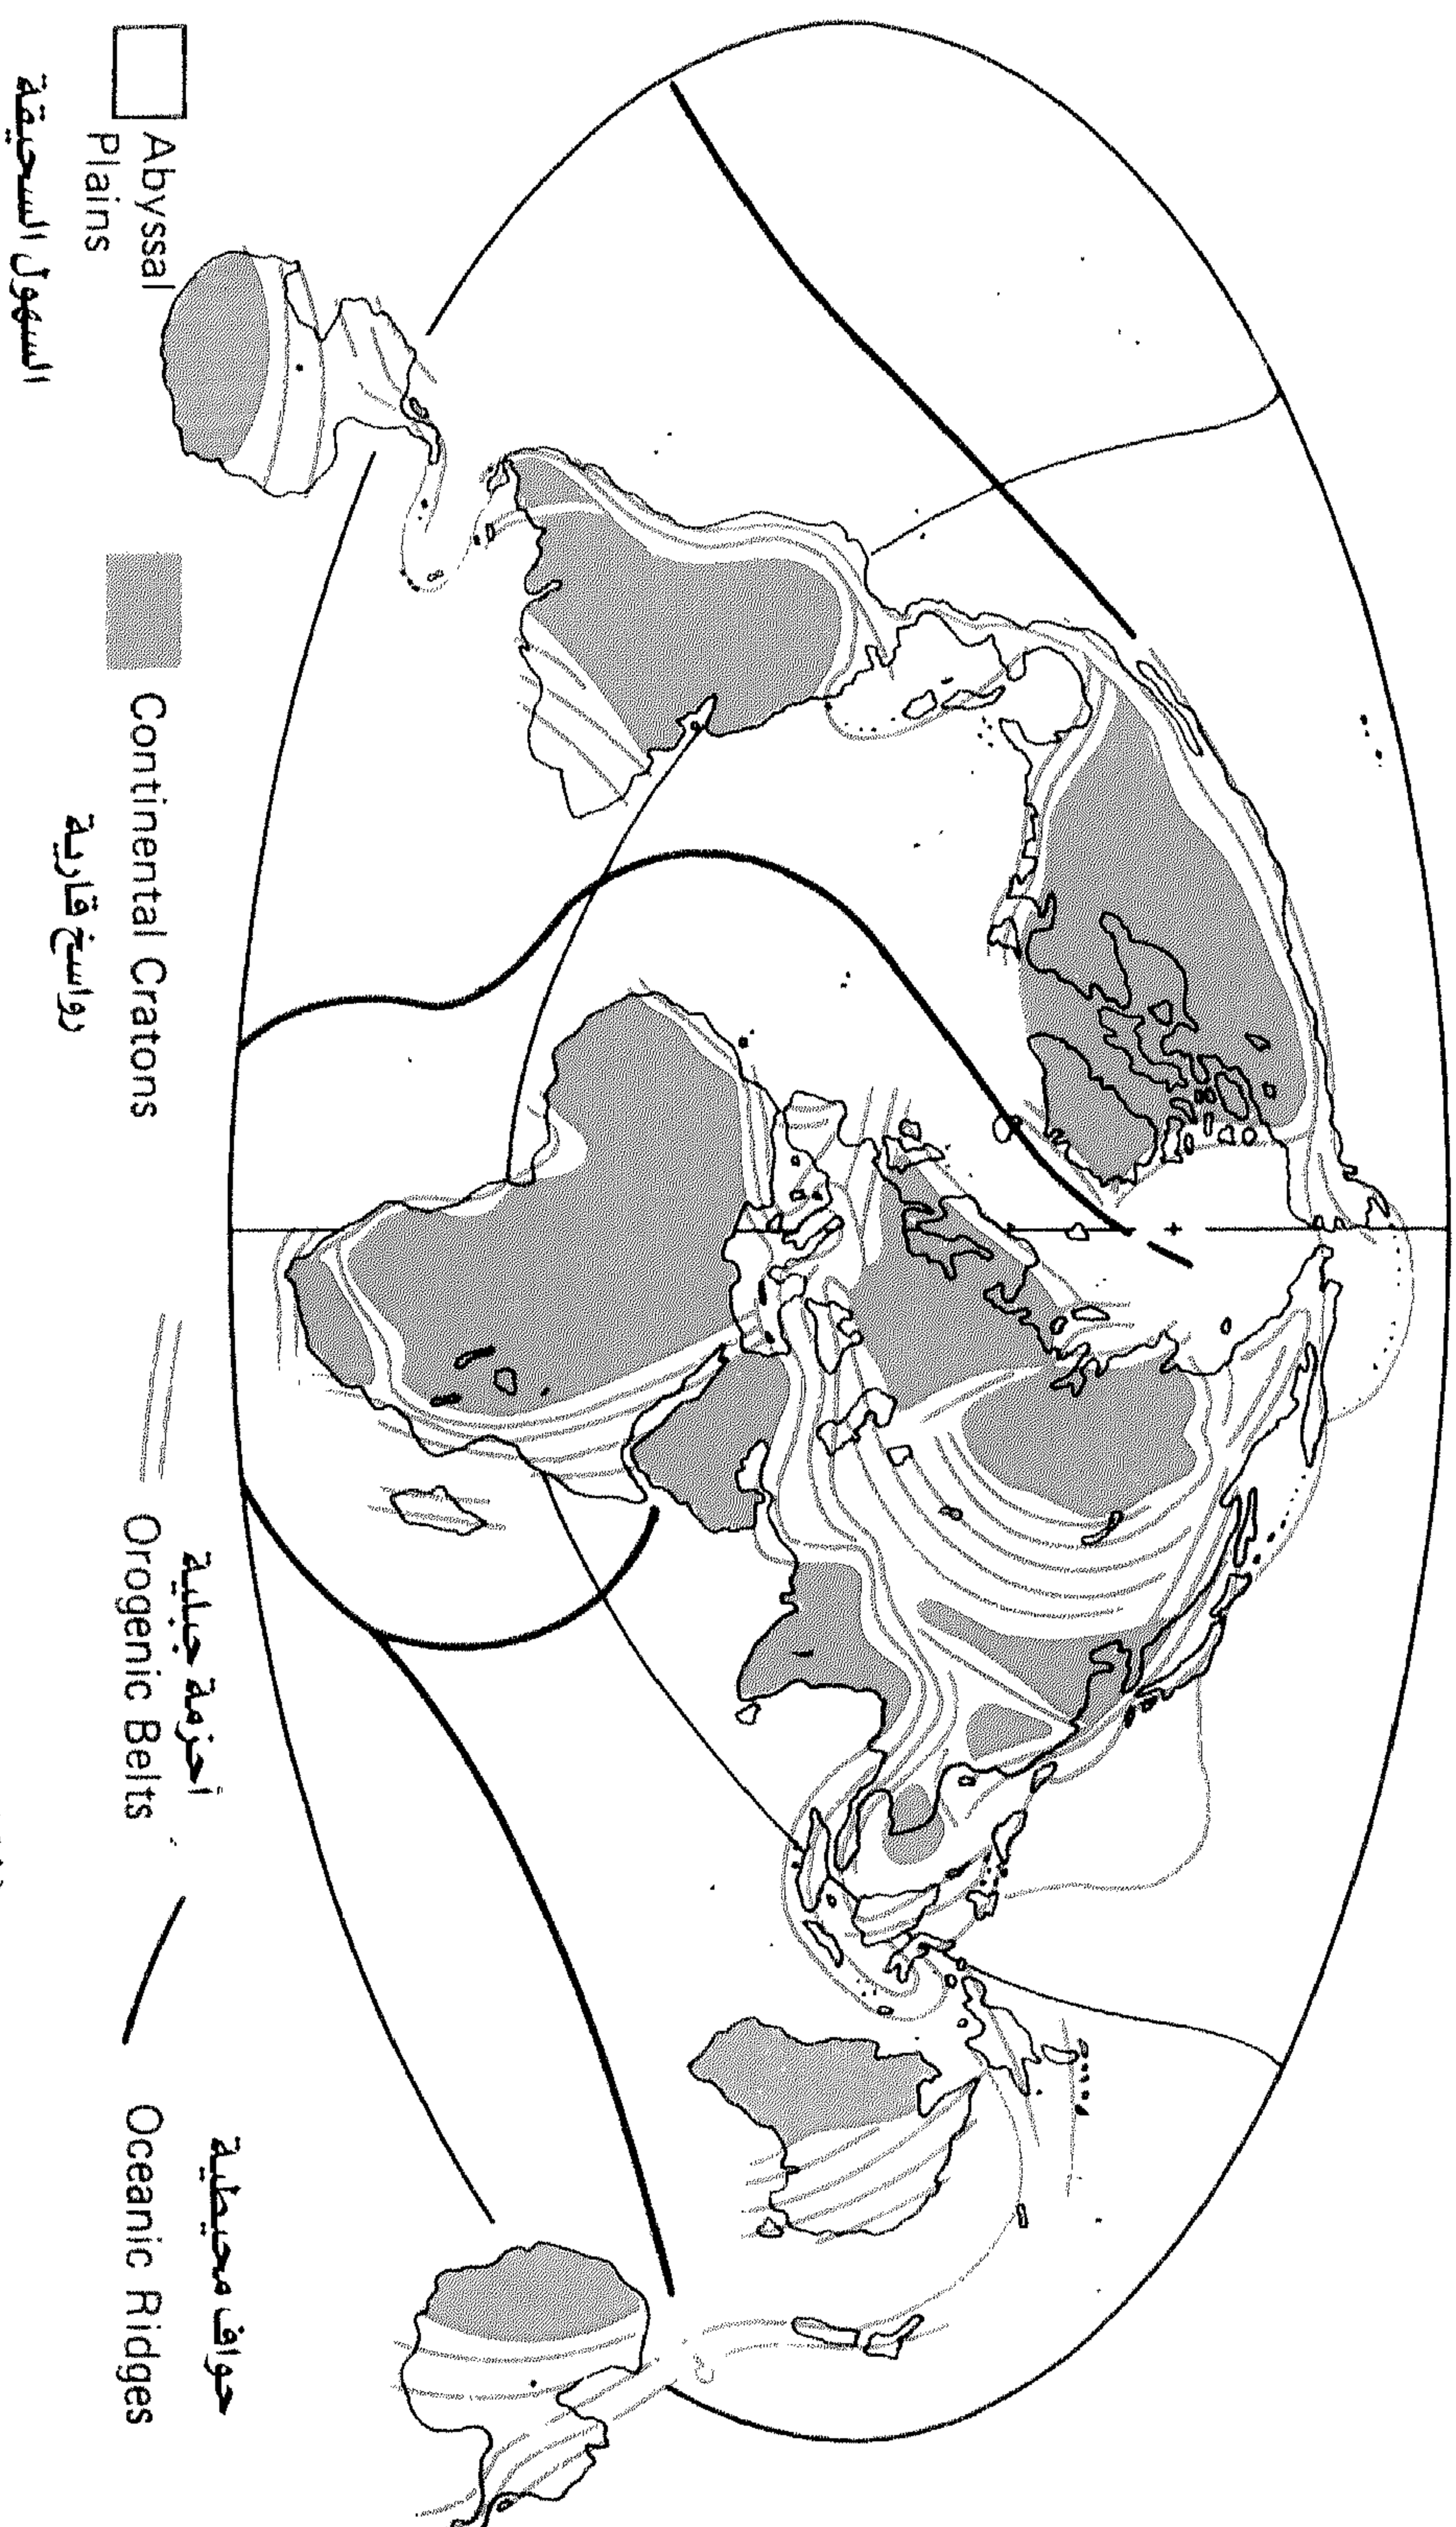 Abyssal
Plains
السهول السحيقة
Continental Cratons
رواسخ قارية
أحزمة جبلية
Orogenic Belts
حواف محيطية
Oceanic Ridges